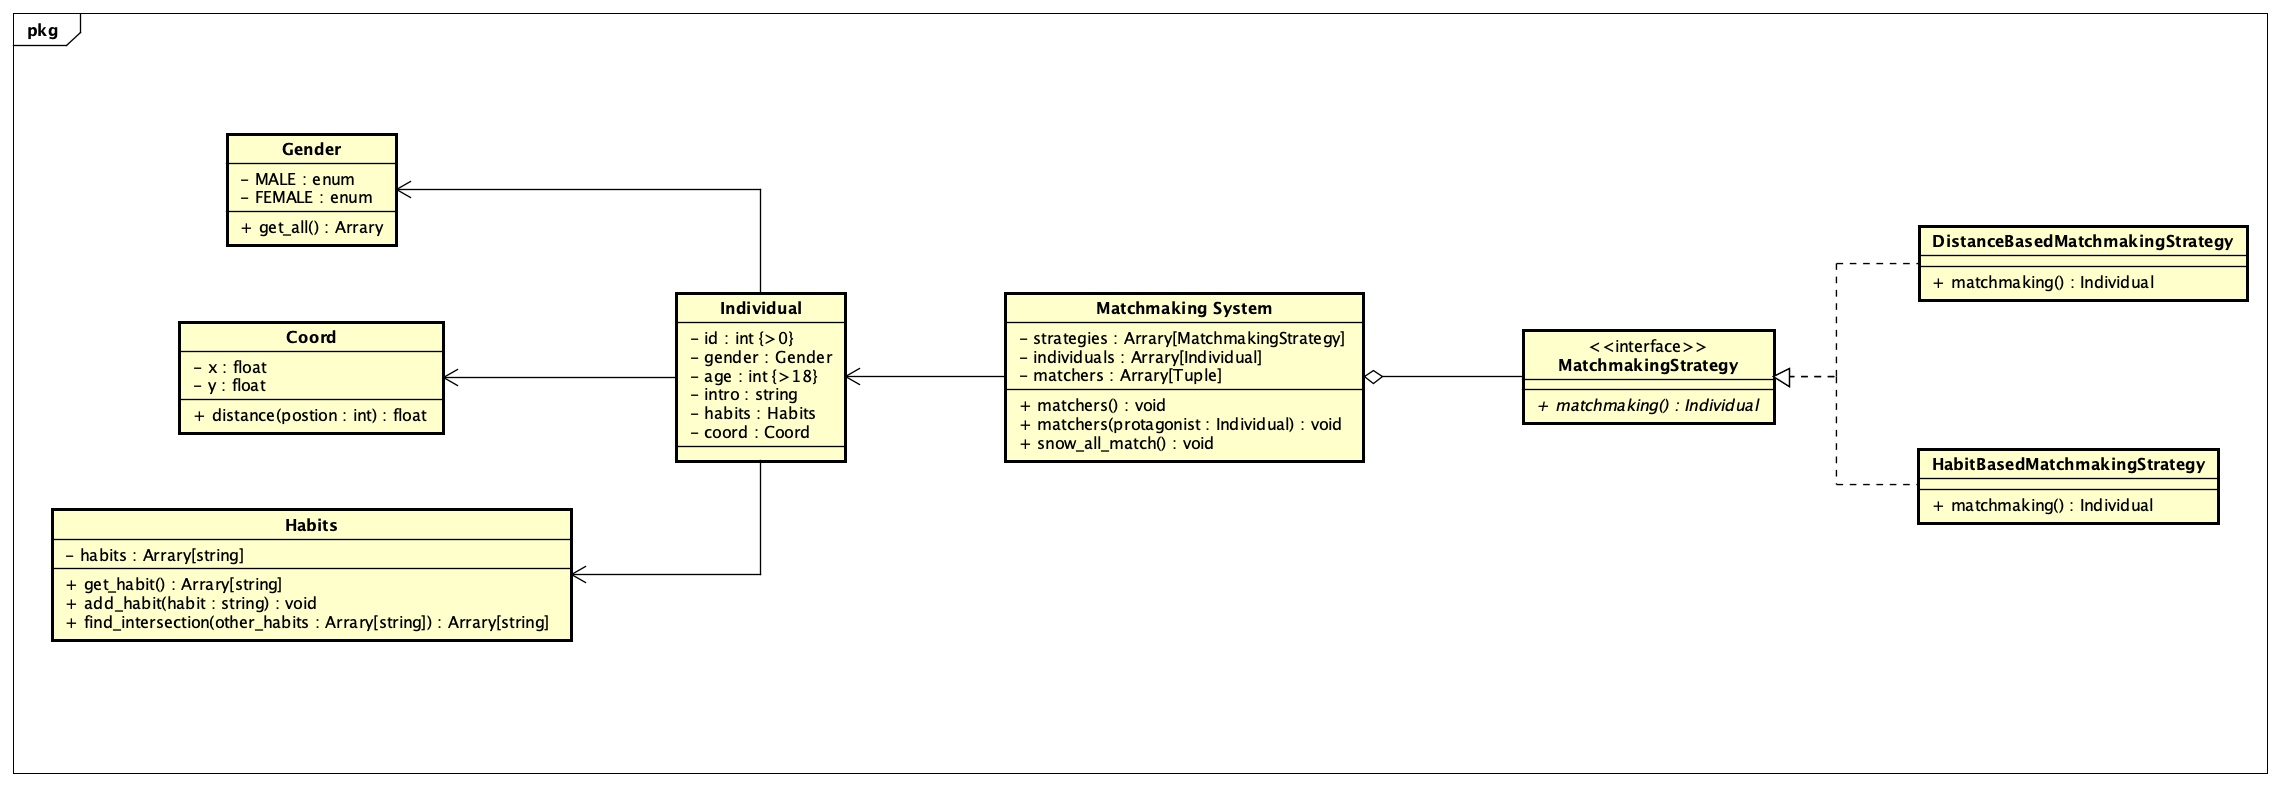 pkg
Gender
- MALE : enum
- FEMALE : enum
+ get_all() : Arrary
Coord
- x : float
- y : float
+ distance(postion : int) : float
Habits
- habits : Arrary[string]
+ get_habit() : Arrary[string]
+ add_habit(habit : string) : void
+ find_intersection(other_habits : Arrary[string]) : Arrary[string]
Individual
- id : int {>0}
- gender : Gender
- age : int {>18}
- intro : string
- habits : Habits
- coord : Coord
Matchmaking System
- strategies : Arrary[MatchmakingStrategy]
- individuals : Arrary[Individual]
- matchers : Arrary[Tuple]
+ matchers() : void
+ matchers(protagonist : Individual) : void
+ snow_all_match() : void
<<interface>>
MatchmakingStrategy
+ matchmaking() : Individual
DistanceBasedMatchmakingStrategy
+ matchmaking() : Individual
HabitBasedMatchmakingStrategy
+ matchmaking() : Individual